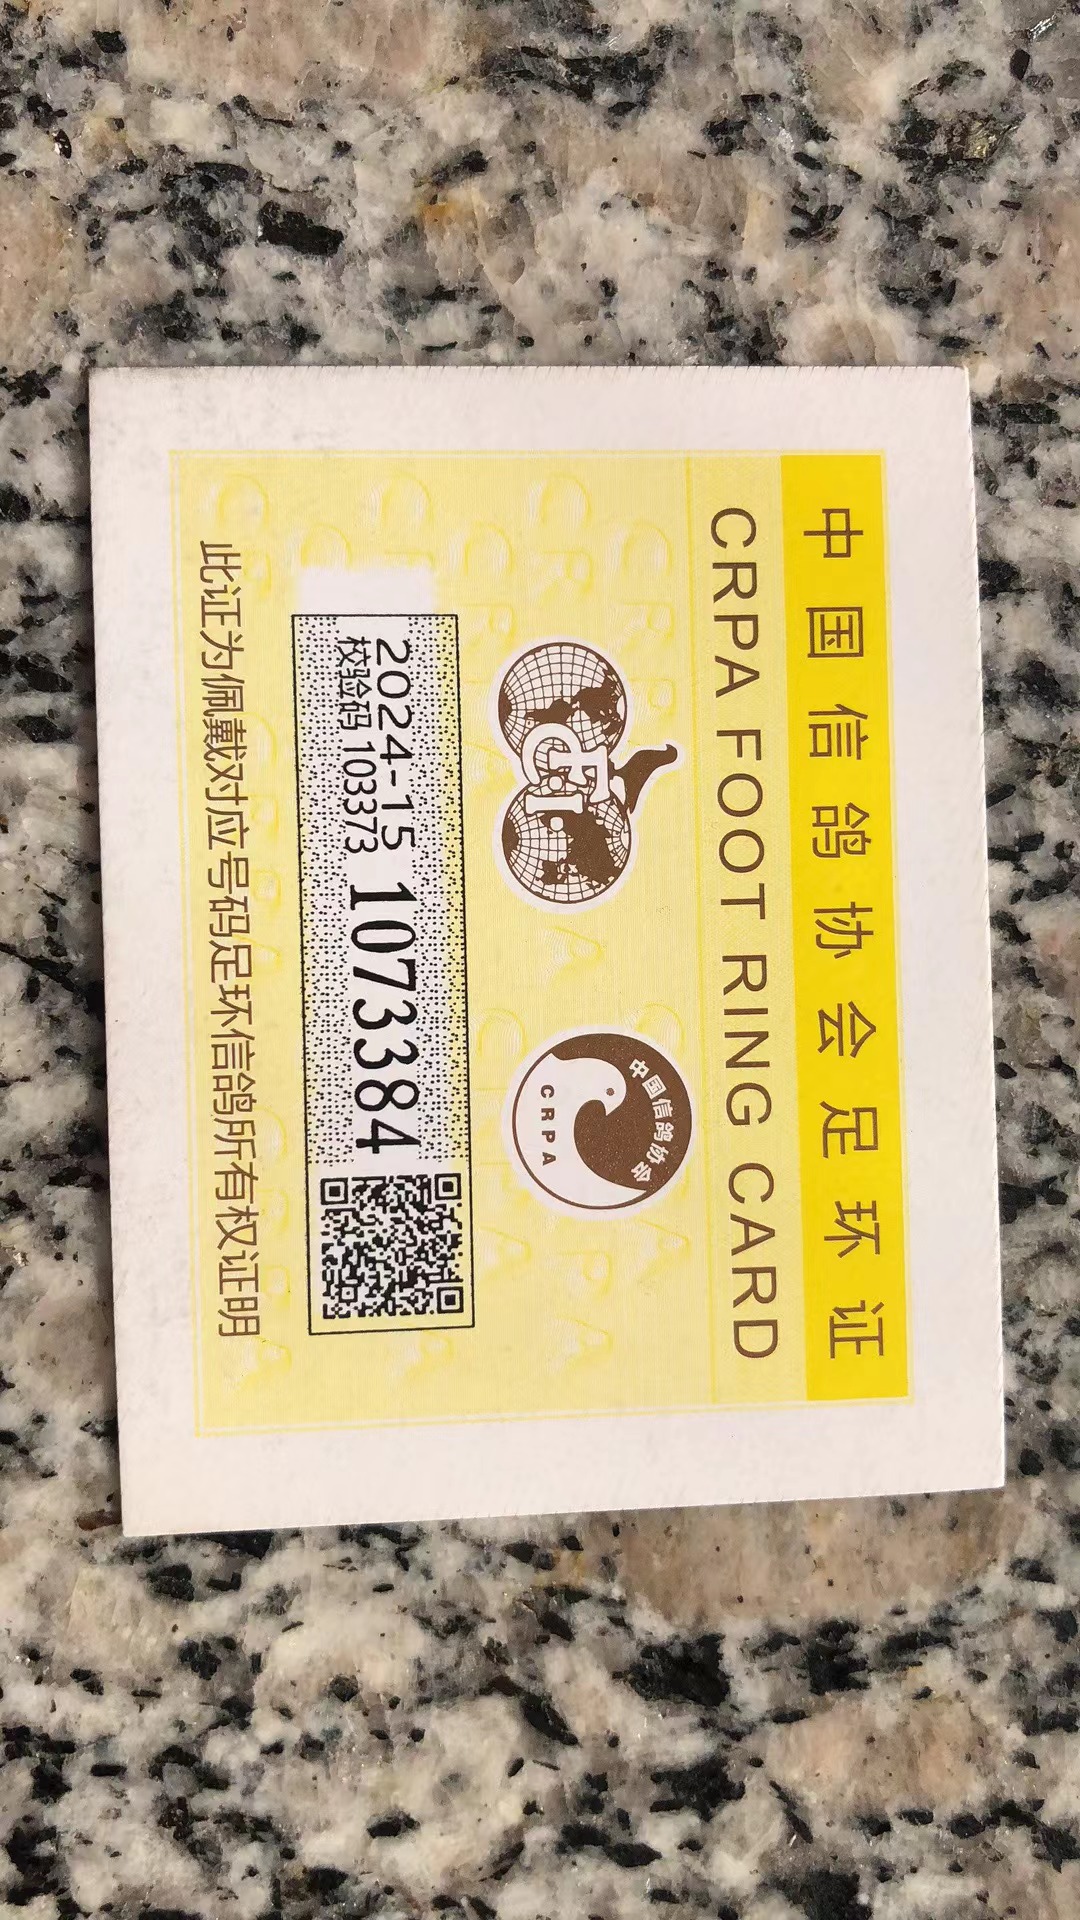 中国信鸽协会足环证
CRPA FOOT RING CARD
CFPI
中国信鸽协会
CRPA
2024-15 1073384
校验码 103373
此证为佩戴对应号码足环信鸽所有权证明